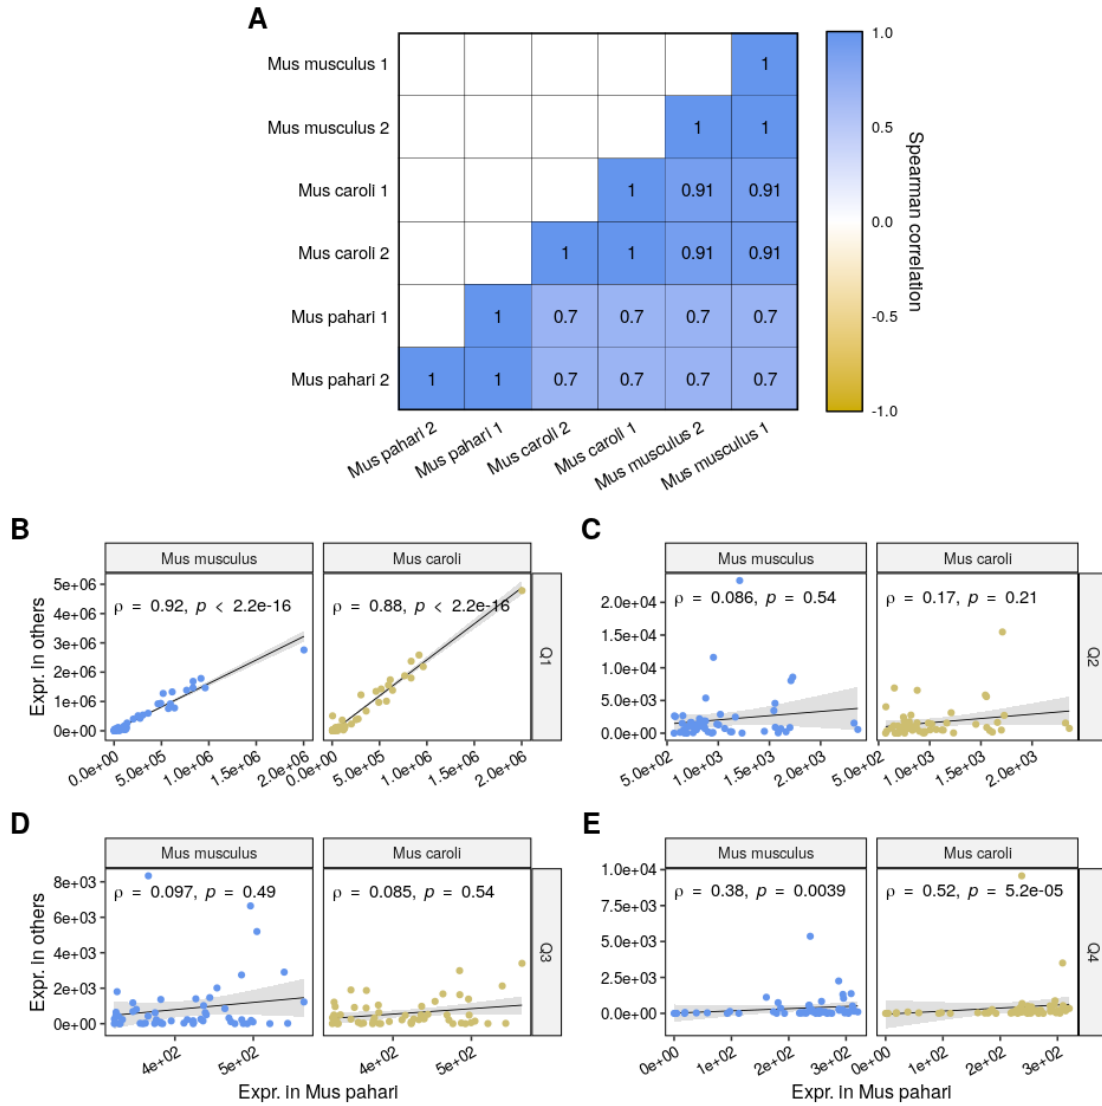 A
Mus musculus 1
Mus musculus 2
Mus caroli 1
Mus caroli 2
Mus pahari 1
Mus pahari 2
1
1 1
1 0.91 0.91
1 1 0.91 0.91
1 0.7 0.7 0.7 0.7
1 1 0.7 0.7 0.7 0.7
Mus pahari 2 Mus pahari 1 Mus caroli 2 Mus caroli 1 Mus musculus 2 Mus musculus 1
1.0
0.5
0.0
-0.5
-1.0
Spearman correlation
B
Mus musculus Mus caroli
ρ = 0.92, p < 2.2e-16 ρ = 0.88, p < 2.2e-16
5e+06
4e+06
3e+06
2e+06
1e+06
0e+00
Expr. in others
Q1
0.0e+00 5.0e+05 1.0e+06 1.5e+06 2.0e+06 0.0e+00 5.0e+05 1.0e+06 1.5e+06 2.0e+06
C
Mus musculus Mus caroli
ρ = 0.086, p = 0.54 ρ = 0.17, p = 0.21
2.0e+04
1.5e+04
1.0e+04
5.0e+03
0.0e+00
Q2
5.0e+02 1.0e+03 1.5e+03 2.0e+03 5.0e+02 1.0e+03 1.5e+03 2.0e+03
D
Mus musculus Mus caroli
ρ = 0.097, p = 0.49 ρ = 0.085, p = 0.54
8e+03
6e+03
4e+03
2e+03
0e+00
Expr. in others
Q3
4e+02 5e+02 4e+02 5e+02
Expr. in Mus pahari
E
Mus musculus Mus caroli
ρ = 0.38, p = 0.0039 ρ = 0.52, p = 5.2e-05
1.0e+04
7.5e+03
5.0e+03
2.5e+03
0.0e+00
Q4
0e+00 1e+02 2e+02 3e+02 0e+00 1e+02 2e+02 3e+02
Expr. in Mus pahari